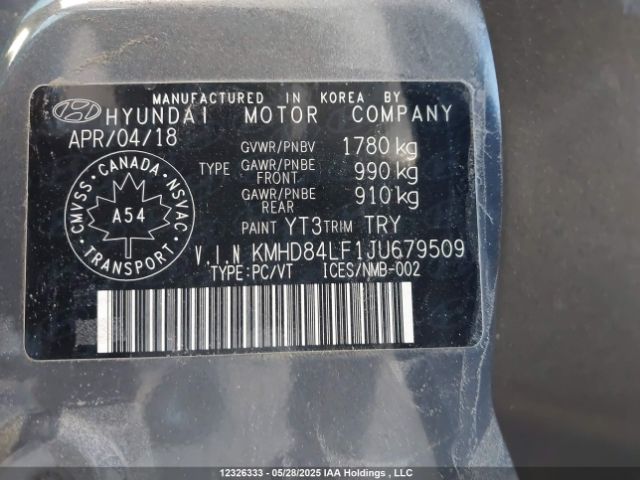 MANUFACTURED IN KOREA BY
HYUNDAI MOTOR COMPANY
APR/04/18
GVWR/PNBV 1780 kg
TYPE GAWR/PNBE FRONT 990 kg
GAWR/PNBE REAR 910 kg
PAINT YT3 TRIM TRY
V.I.N KMHD84LF1JU679509
TYPE:PC/VT ICES/NMB-002
CMVSS · CANADA · NSVAC
A54
TRANSPORT
12326333 - 05/28/2025 IAA Holdings , LLC